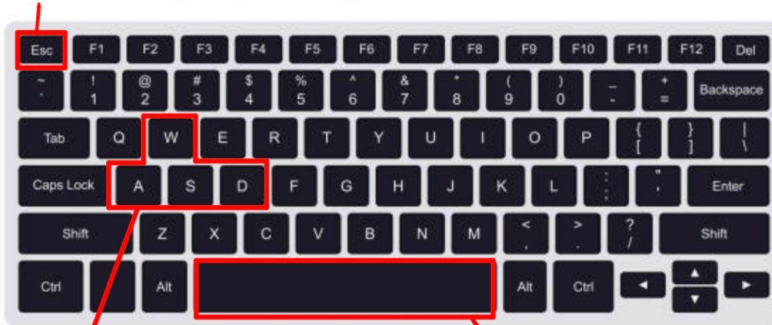 Esc F1 F2 F3 F4 F5 F6 F7 F8 F9 F10 F11 F12 Del
~ ! @ # $ % ^ & * ( ) _ +
` 1 2 3 4 5 6 7 8 9 0 - = Backspace
Tab Q W E R T Y U I O P { } |
[ ] \
Caps Lock A S D F G H J K L : " Enter
; '
Shift Z X C V B N M < > ? Shift
, . /
Ctrl Alt Alt Ctrl ◄ ▲ ►
▼